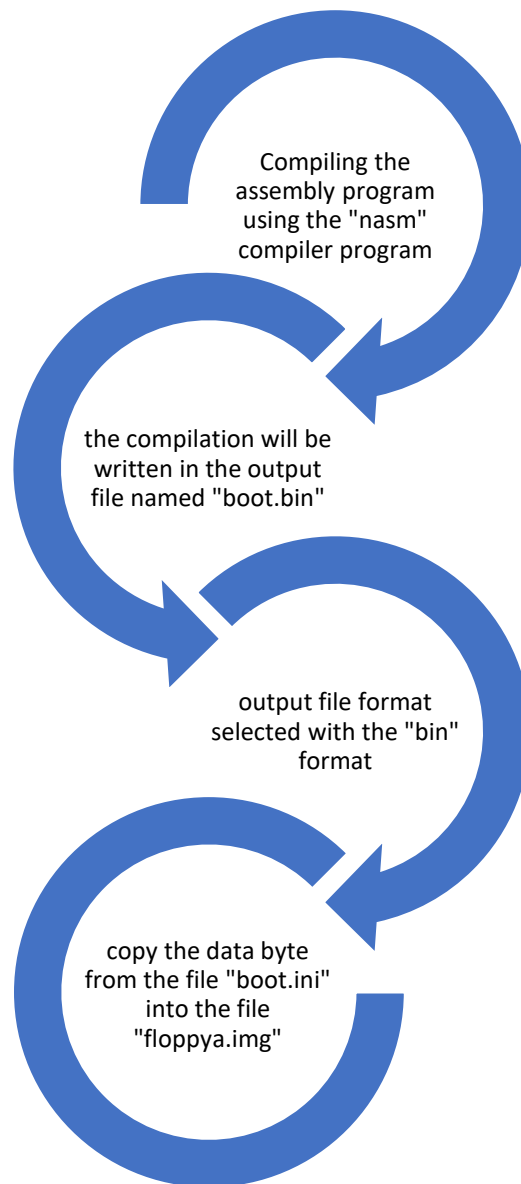 Compiling the
assembly program
using the "nasm"
compiler program
the compilation will be
written in the output
file named "boot.bin"
output file format
selected with the "bin"
format
copy the data byte
from the file "boot.ini"
into the file
"floppya.img"